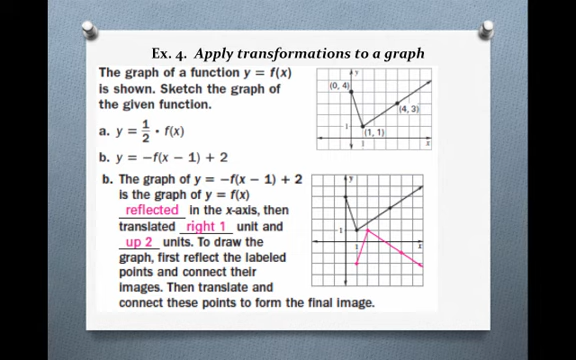 Ex. 4. Apply transformations to a graph
The graph of a function y = f(x)
is shown. Sketch the graph of
the given function.
a. y = 1/2 · f(x)
b. y = −f(x − 1) + 2
y
(0, 4)
(4, 3)
1
(1, 1)
1
x
b. The graph of y = −f(x − 1) + 2
is the graph of y = f(x)
reflected in the x-axis, then
translated right 1 unit and
up 2 units. To draw the
graph, first reflect the labeled
points and connect their
images. Then translate and
connect these points to form the final image.
y
1
1
x